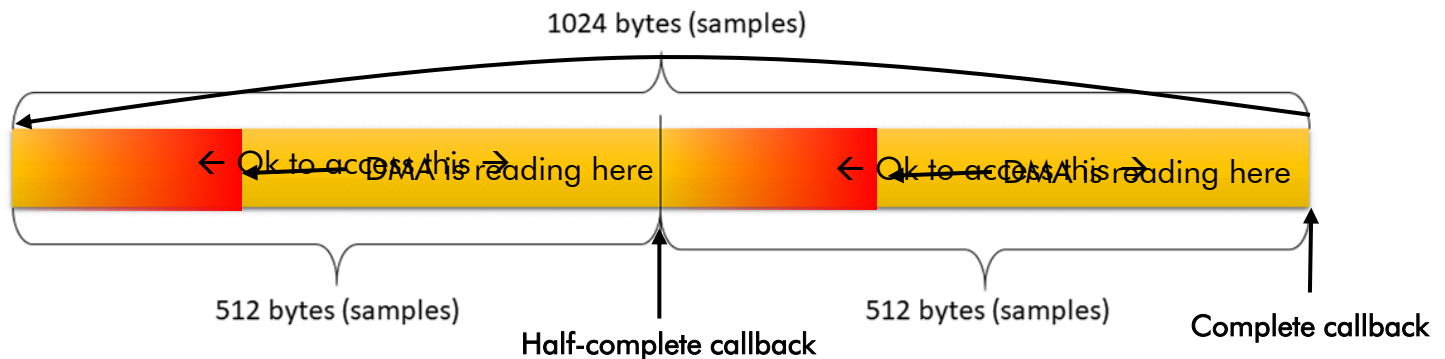 1024 bytes (samples)
← Ok to access this →
DMA is reading here
← Ok to access this →
DMA is reading here
512 bytes (samples)
512 bytes (samples)
Half-complete callback
Complete callback